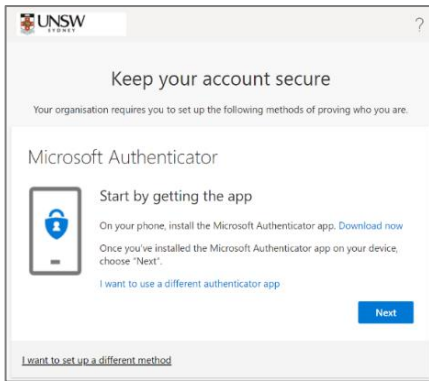 UNSW
SYDNEY
?
Keep your account secure
Your organisation requires you to set up the following methods of proving who you are.
Microsoft Authenticator
Start by getting the app
On your phone, install the Microsoft Authenticator app. Download now
Once you've installed the Microsoft Authenticator app on your device,
choose "Next".
I want to use a different authenticator app
Next
I want to set up a different method